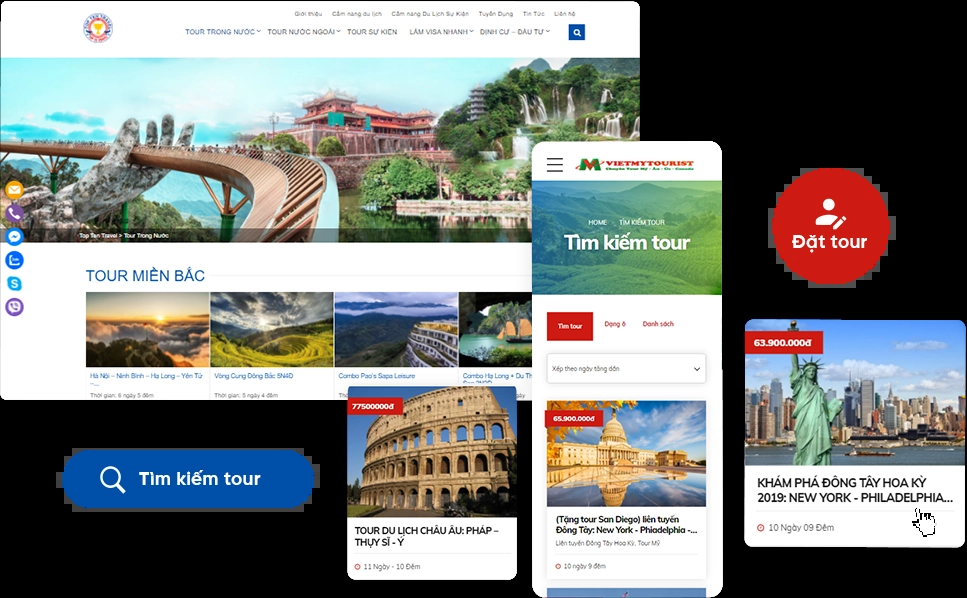 Giới thiệu Cẩm nang du lịch Cẩm nang Du Lịch Sự Kiện Tuyển Dụng Tin Tức Liên hệ
TOUR TRONG NƯỚC TOUR NƯỚC NGOÀI TOUR SỰ KIỆN LÀM VISA NHANH ĐỊNH CƯ – ĐẦU TƯ
Top Tan Travel > Tour Trong Nước
TOUR MIỀN BẮC
Hà Nội – Ninh Bình – Hạ Long – Yên Tử
–...
Thời gian: 6 ngày 5 đêm
Vòng Cung Đông Bắc 5N4D
Thời gian: 5 ngày 4 đêm
Combo Pao's Sapa Leisure
Combo Hạ Long + Du Th
Tìm kiếm tour
77500000đ
TOUR DU LỊCH CHÂU ÂU: PHÁP –
THỤY SĨ - Ý
11 Ngày - 10 Đêm
VIETMYTOURIST
Chuyên Tour Mỹ - Âu - Úc - Canada
HOME TÌM KIẾM TOUR
Tìm kiếm tour
Tìm tour
Dạng ô
Danh sách
Xếp theo ngày tăng dần
65.900.000đ
(Tặng tour San Diego) liên tuyến
Đông Tây: New York - Phiadelphia -...
Liên tuyến Đông Tây Hoa Kỳ, Tour Mỹ
10 ngày 9 đêm
Đặt tour
63.900.000đ
KHÁM PHÁ ĐÔNG TÂY HOA KỲ
2019: NEW YORK - PHILADELPHIA...
10 Ngày 09 Đêm